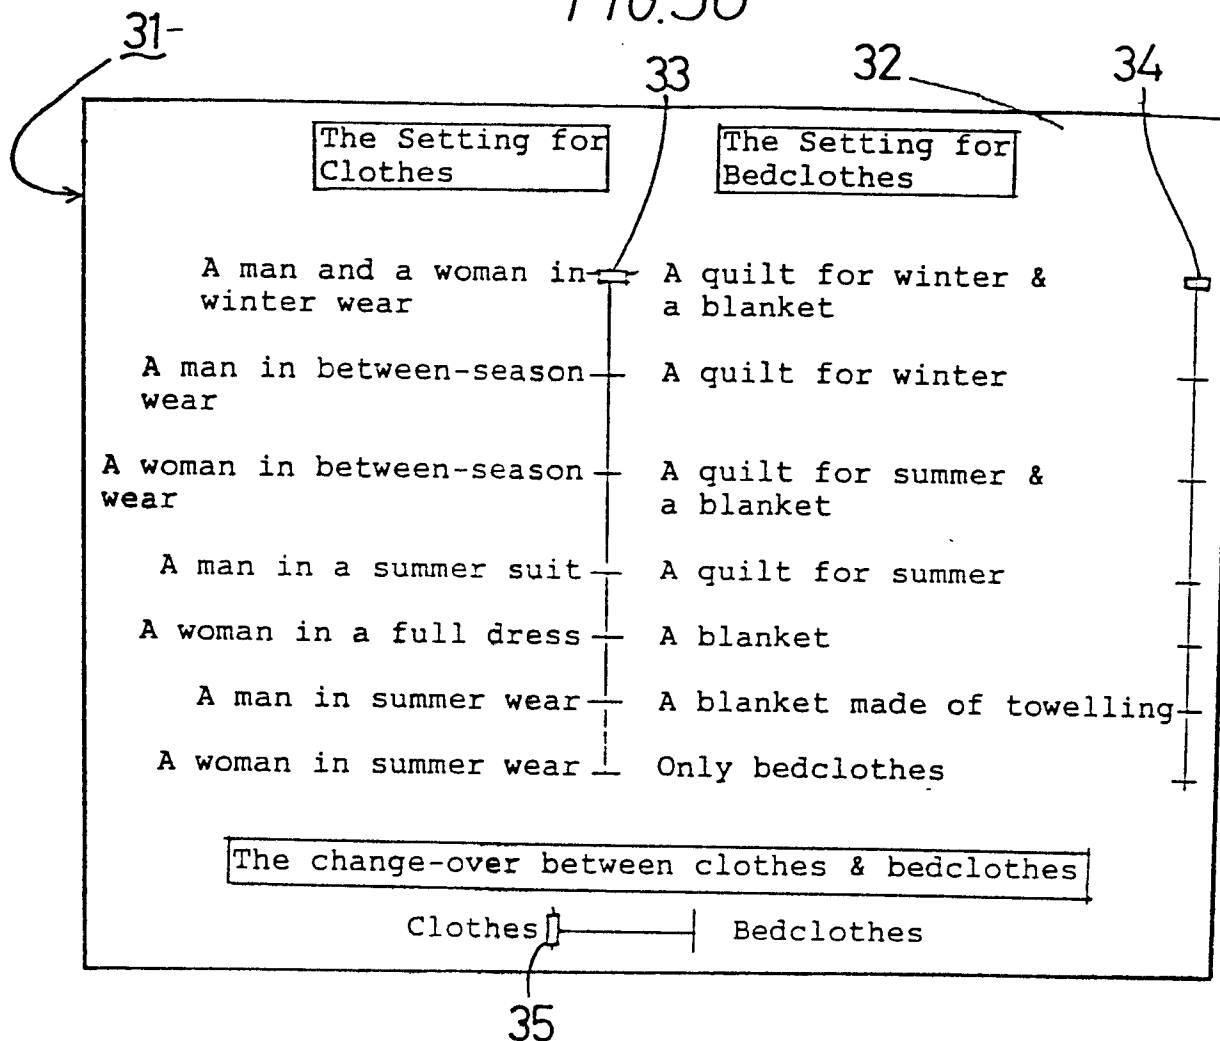 31
33
32
34
The Setting for
Clothes
The Setting for
Bedclothes
A man and a woman in
winter wear
A quilt for winter &
a blanket
A man in between-season
wear
A quilt for winter
A woman in between-season
wear
A quilt for summer &
a blanket
A man in a summer suit
A quilt for summer
A woman in a full dress
A blanket
A man in summer wear
A blanket made of towelling
A woman in summer wear
Only bedclothes
The change-over between clothes & bedclothes
Clothes
Bedclothes
35